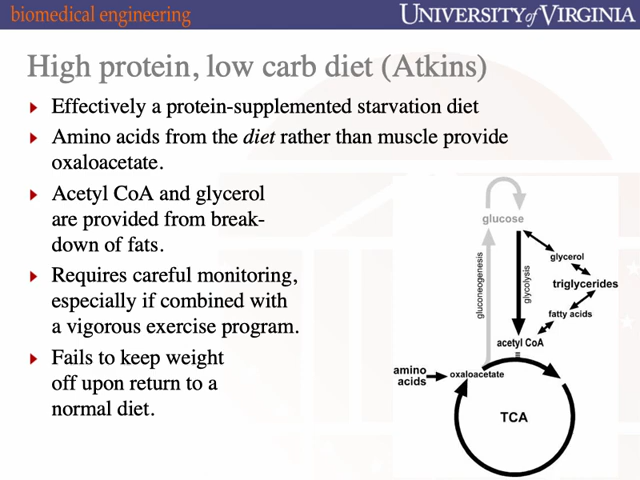 biomedical engineering
UNIVERSITY of VIRGINIA
High protein, low carb diet (Atkins)
Effectively a protein-supplemented starvation diet
Amino acids from the diet rather than muscle provide
oxaloacetate.
Acetyl CoA and glycerol
are provided from break-
down of fats.
Requires careful monitoring,
especially if combined with
a vigorous exercise program.
Fails to keep weight
off upon return to a
normal diet.
glucose
gluconeogenesis
glycolysis
glycerol
triglycerides
fatty acids
acetyl CoA
amino
acids
oxaloacetate
TCA